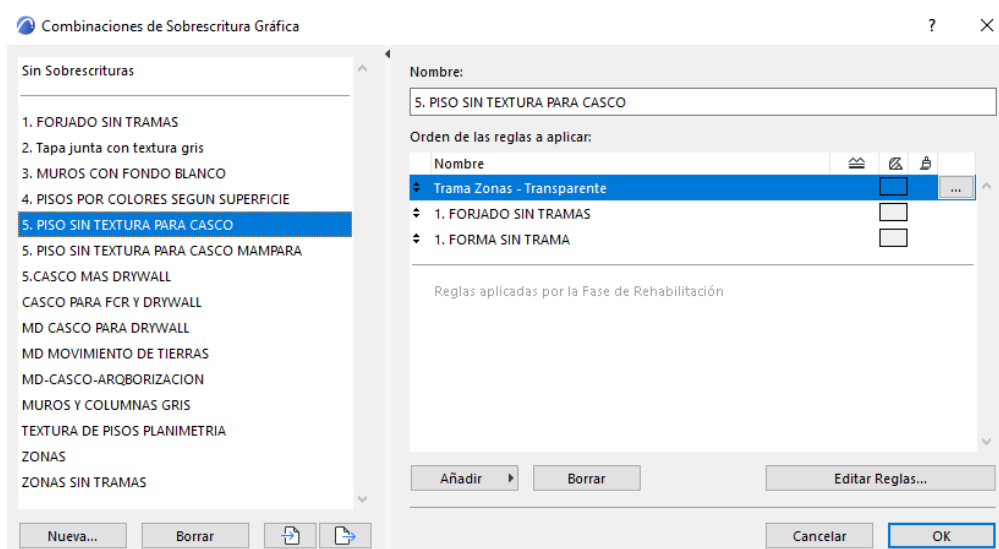 Combinaciones de Sobrescritura Gráfica
?
Sin Sobrescrituras
1. FORJADO SIN TRAMAS
2. Tapa junta con textura gris
3. MUROS CON FONDO BLANCO
4. PISOS POR COLORES SEGUN SUPERFICIE
5. PISO SIN TEXTURA PARA CASCO
5. PISO SIN TEXTURA PARA CASCO MAMPARA
5.CASCO MAS DRYWALL
CASCO PARA FCR Y DRYWALL
MD CASCO PARA DRYWALL
MD MOVIMIENTO DE TIERRAS
MD-CASCO-ARQBORIZACION
MUROS Y COLUMNAS GRIS
TEXTURA DE PISOS PLANIMETRIA
ZONAS
ZONAS SIN TRAMAS
Nueva... Borrar
Nombre:
5. PISO SIN TEXTURA PARA CASCO
Orden de las reglas a aplicar:
Nombre
Trama Zonas - Transparente ...
1. FORJADO SIN TRAMAS
1. FORMA SIN TRAMA
Reglas aplicadas por la Fase de Rehabilitación
Añadir Borrar Editar Reglas...
Cancelar OK